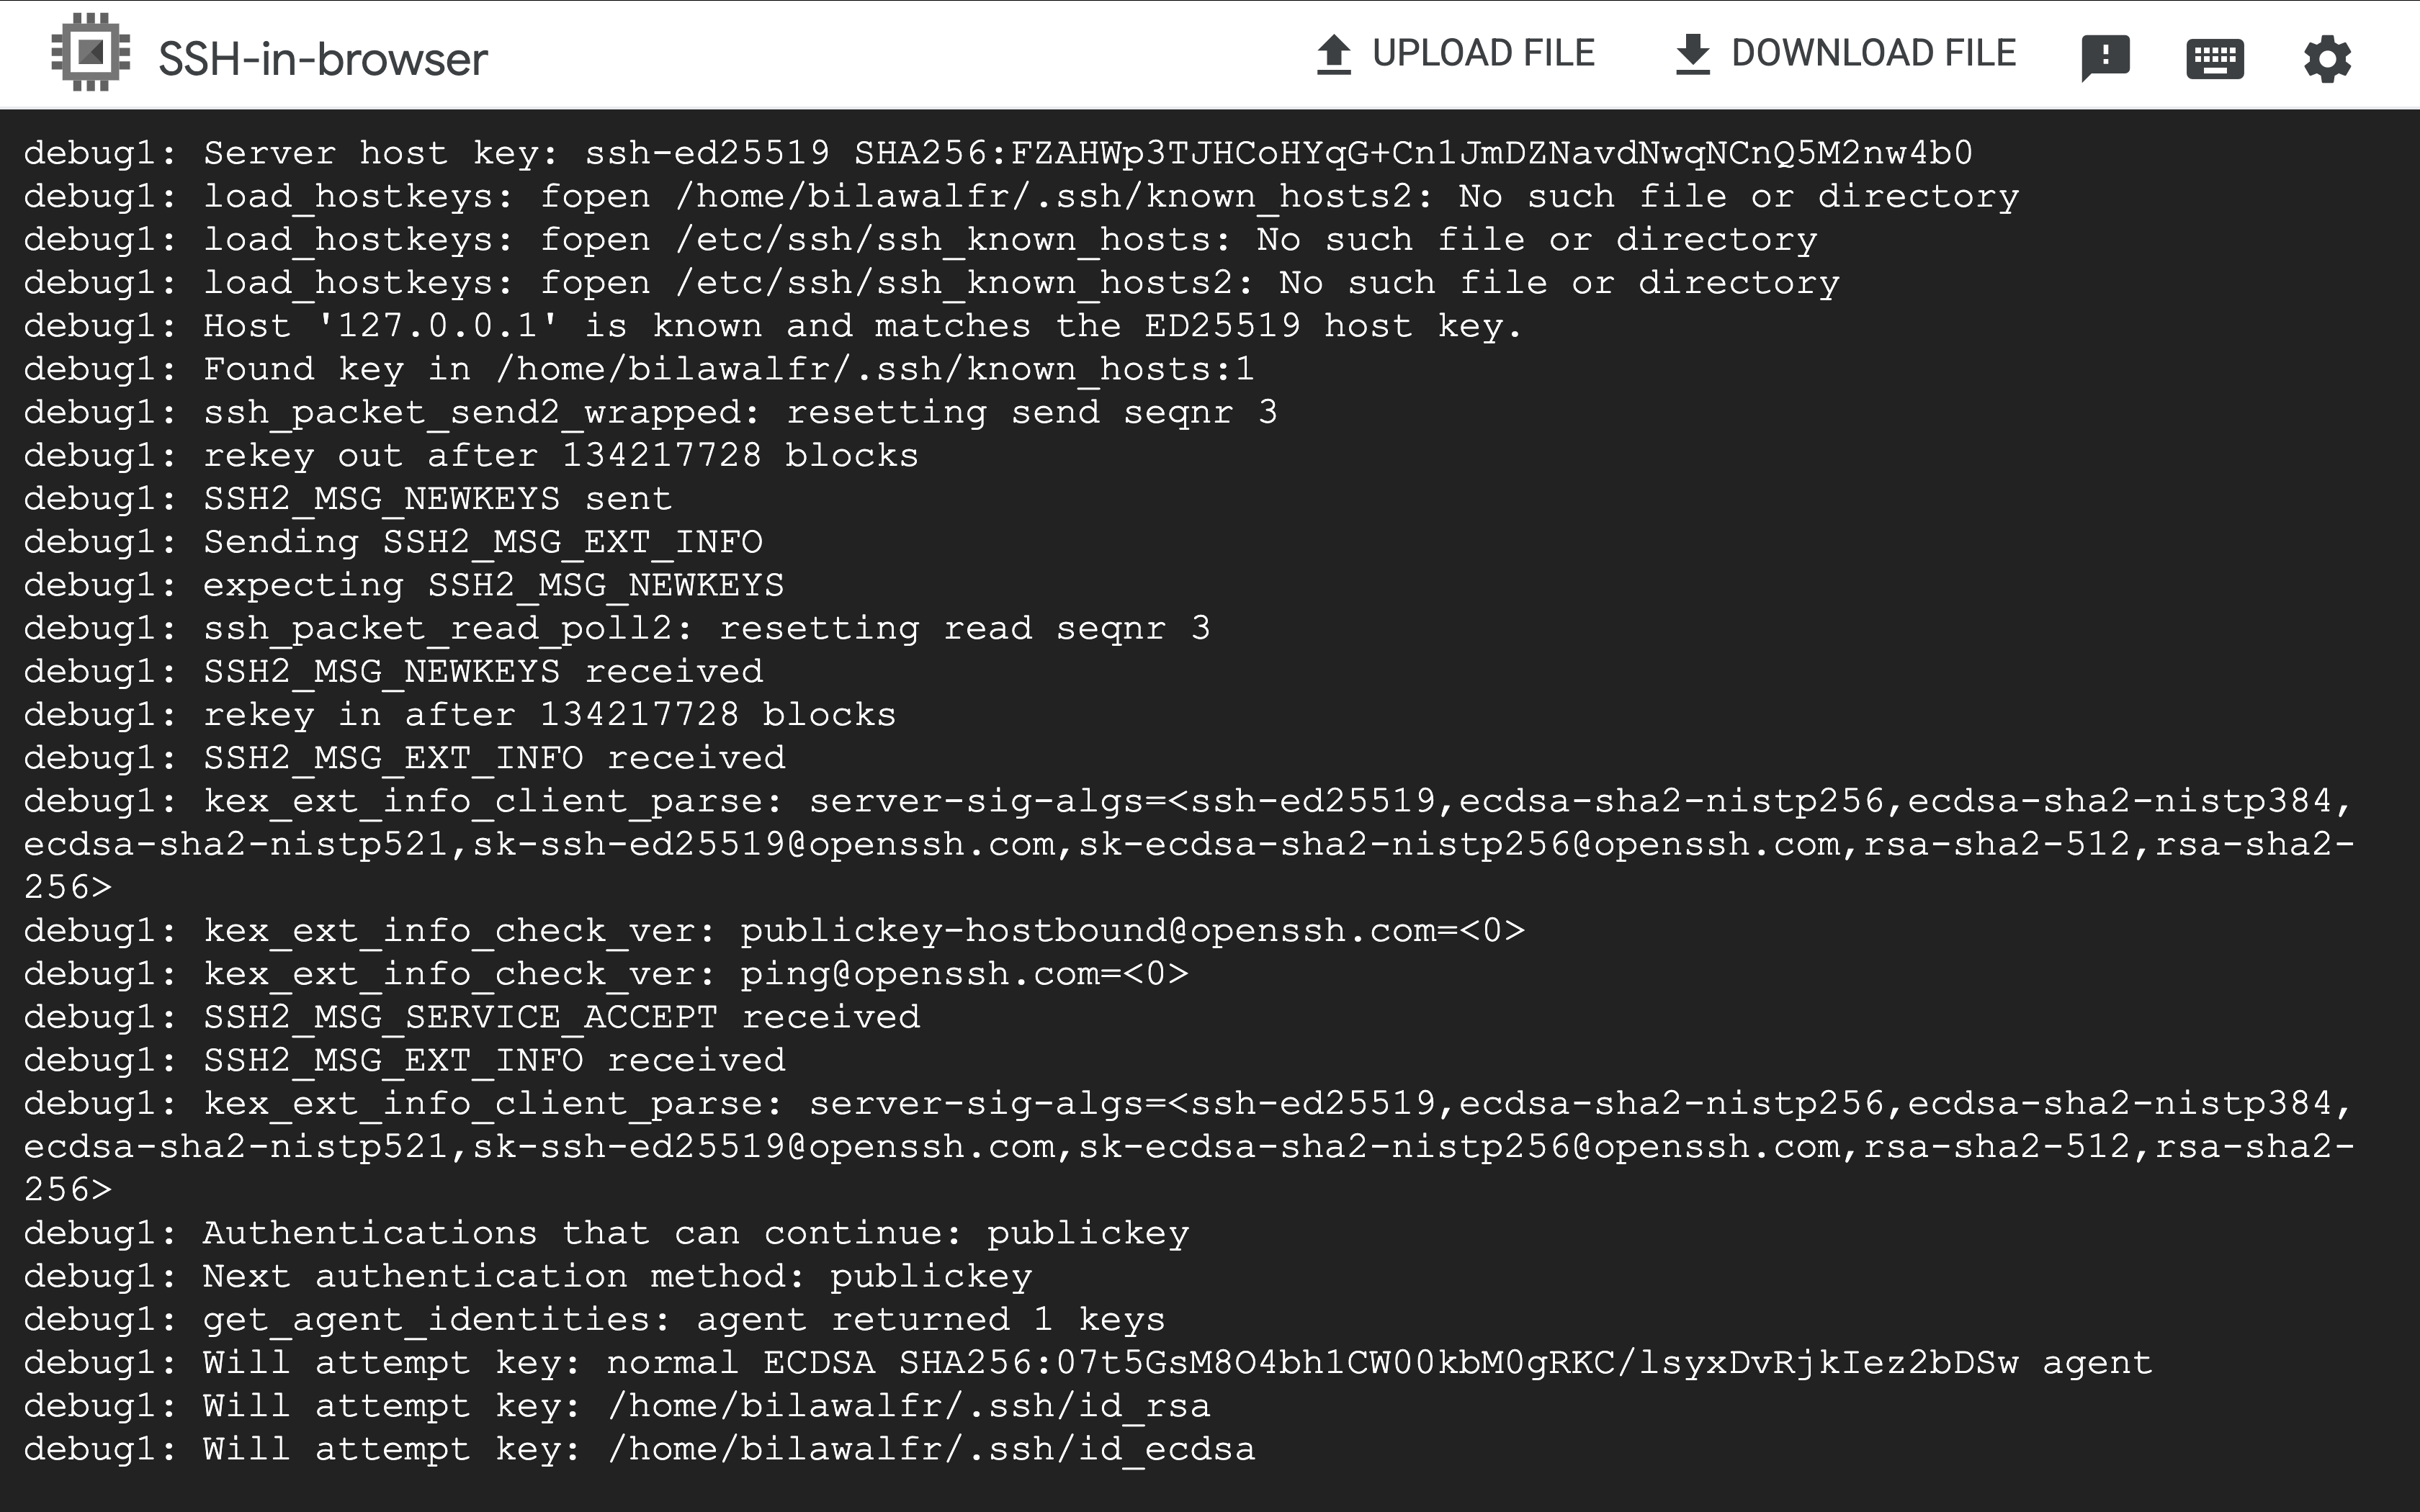 SSH-in-browser
UPLOAD FILE
DOWNLOAD FILE
debug1: Server host key: ssh-ed25519 SHA256:FZAHWp3TJHCoHYqG+Cn1JmDZNavdNwqNCnQ5M2nw4b0
debug1: load_hostkeys: fopen /home/bilawalfr/.ssh/known_hosts2: No such file or directory
debug1: load_hostkeys: fopen /etc/ssh/ssh_known_hosts: No such file or directory
debug1: load_hostkeys: fopen /etc/ssh/ssh_known_hosts2: No such file or directory
debug1: Host '127.0.0.1' is known and matches the ED25519 host key.
debug1: Found key in /home/bilawalfr/.ssh/known_hosts:1
debug1: ssh_packet_send2_wrapped: resetting send seqnr 3
debug1: rekey out after 134217728 blocks
debug1: SSH2_MSG_NEWKEYS sent
debug1: Sending SSH2_MSG_EXT_INFO
debug1: expecting SSH2_MSG_NEWKEYS
debug1: ssh_packet_read_poll2: resetting read seqnr 3
debug1: SSH2_MSG_NEWKEYS received
debug1: rekey in after 134217728 blocks
debug1: SSH2_MSG_EXT_INFO received
debug1: kex_ext_info_client_parse: server-sig-algs=<ssh-ed25519,ecdsa-sha2-nistp256,ecdsa-sha2-nistp384,
ecdsa-sha2-nistp521,sk-ssh-ed25519@openssh.com,sk-ecdsa-sha2-nistp256@openssh.com,rsa-sha2-512,rsa-sha2-
256>
debug1: kex_ext_info_check_ver: publickey-hostbound@openssh.com=<0>
debug1: kex_ext_info_check_ver: ping@openssh.com=<0>
debug1: SSH2_MSG_SERVICE_ACCEPT received
debug1: SSH2_MSG_EXT_INFO received
debug1: kex_ext_info_client_parse: server-sig-algs=<ssh-ed25519,ecdsa-sha2-nistp256,ecdsa-sha2-nistp384,
ecdsa-sha2-nistp521,sk-ssh-ed25519@openssh.com,sk-ecdsa-sha2-nistp256@openssh.com,rsa-sha2-512,rsa-sha2-
256>
debug1: Authentications that can continue: publickey
debug1: Next authentication method: publickey
debug1: get_agent_identities: agent returned 1 keys
debug1: Will attempt key: normal ECDSA SHA256:07t5GsM8O4bh1CW00kbM0gRKC/lsyxDvRjkIez2bDSw agent
debug1: Will attempt key: /home/bilawalfr/.ssh/id_rsa
debug1: Will attempt key: /home/bilawalfr/.ssh/id_ecdsa